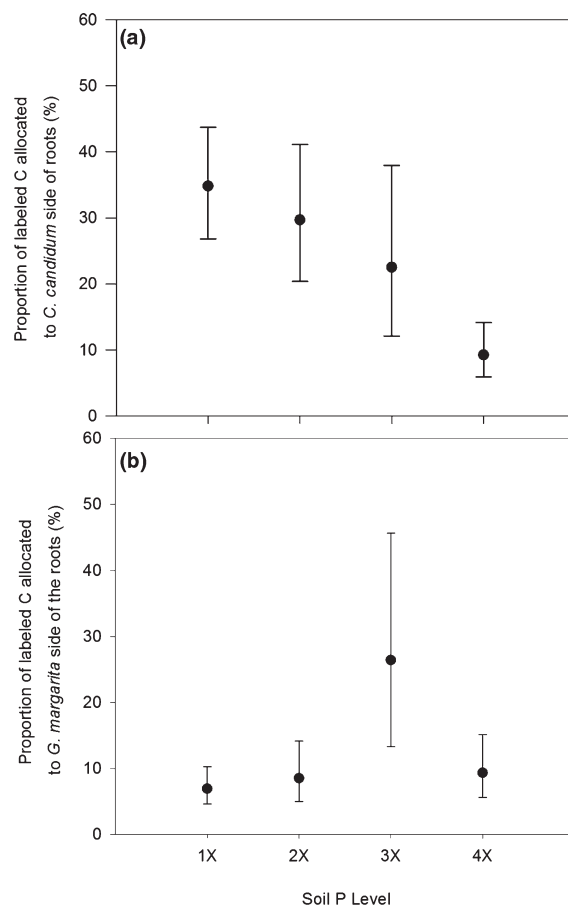 (a)
Proportion of labeled C allocated
to C. candidum side of roots (%)
60
50
40
30
20
10
0
(b)
Proportion of labeled C allocated
to G. margarita side of the roots (%)
60
50
40
30
20
10
0
1X 2X 3X 4X
Soil P Level